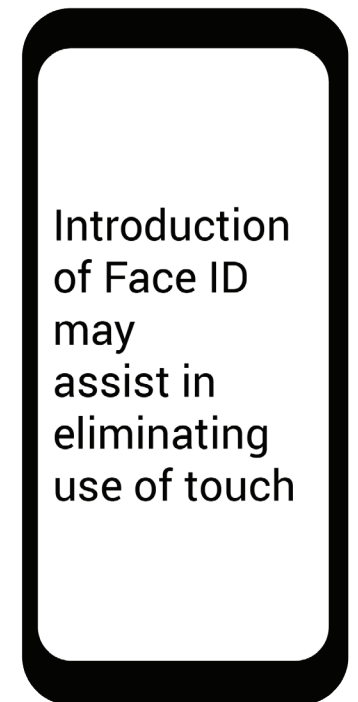 Introduction
of Face ID
may
assist in
eliminating
use of touch